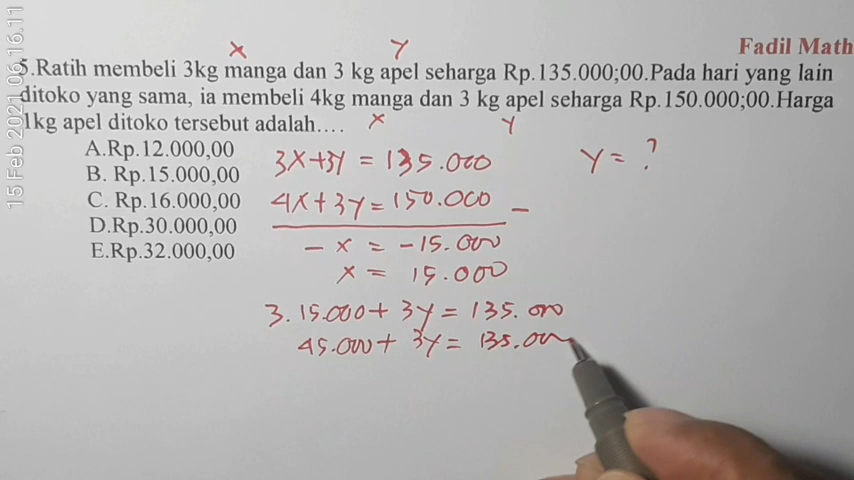 15 Feb 2021 06.16.11
Fadil Math
x y
5.Ratih membeli 3kg manga dan 3 kg apel seharga Rp.135.000;00.Pada hari yang lain
ditoko yang sama, ia membeli 4kg manga dan 3 kg apel seharga Rp.150.000;00.Harga
1kg apel ditoko tersebut adalah....
x y
A.Rp.12.000,00
B. Rp.15.000,00
C. Rp.16.000,00
D.Rp.30.000,00
E.Rp.32.000,00
3x+3y = 135.000
4x+3y = 150.000 -
- x = -15.000
x = 15.000
3. 15.000 + 3y = 135.000
45.000 + 3y = 135.000
y = ?